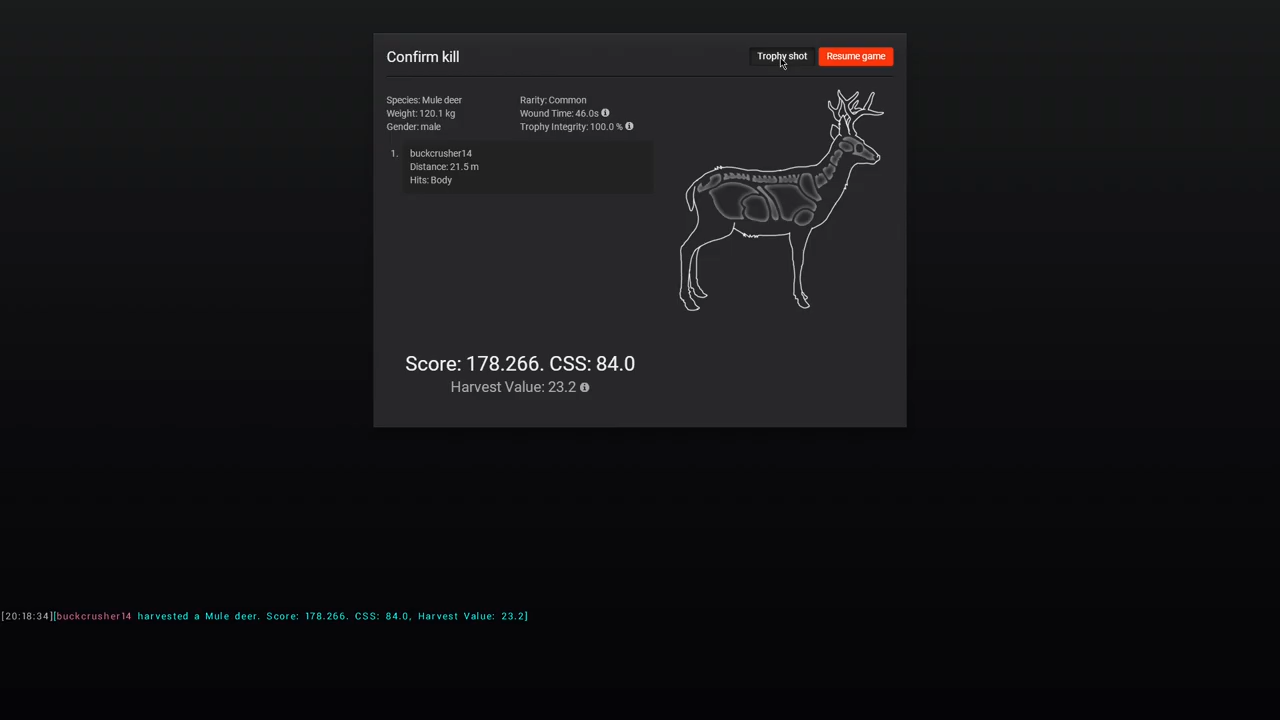 Confirm kill
Trophy shot
Resume game
Species: Mule deer
Weight: 120.1 kg
Gender: male
Rarity: Common
Wound Time: 46.0s
Trophy Integrity: 100.0 %
1. buckcrusher14
Distance: 21.5 m
Hits: Body
Score: 178.266. CSS: 84.0
Harvest Value: 23.2
[20:18:34][buckcrusher14 harvested a Mule deer. Score: 178.266. CSS: 84.0, Harvest Value: 23.2]